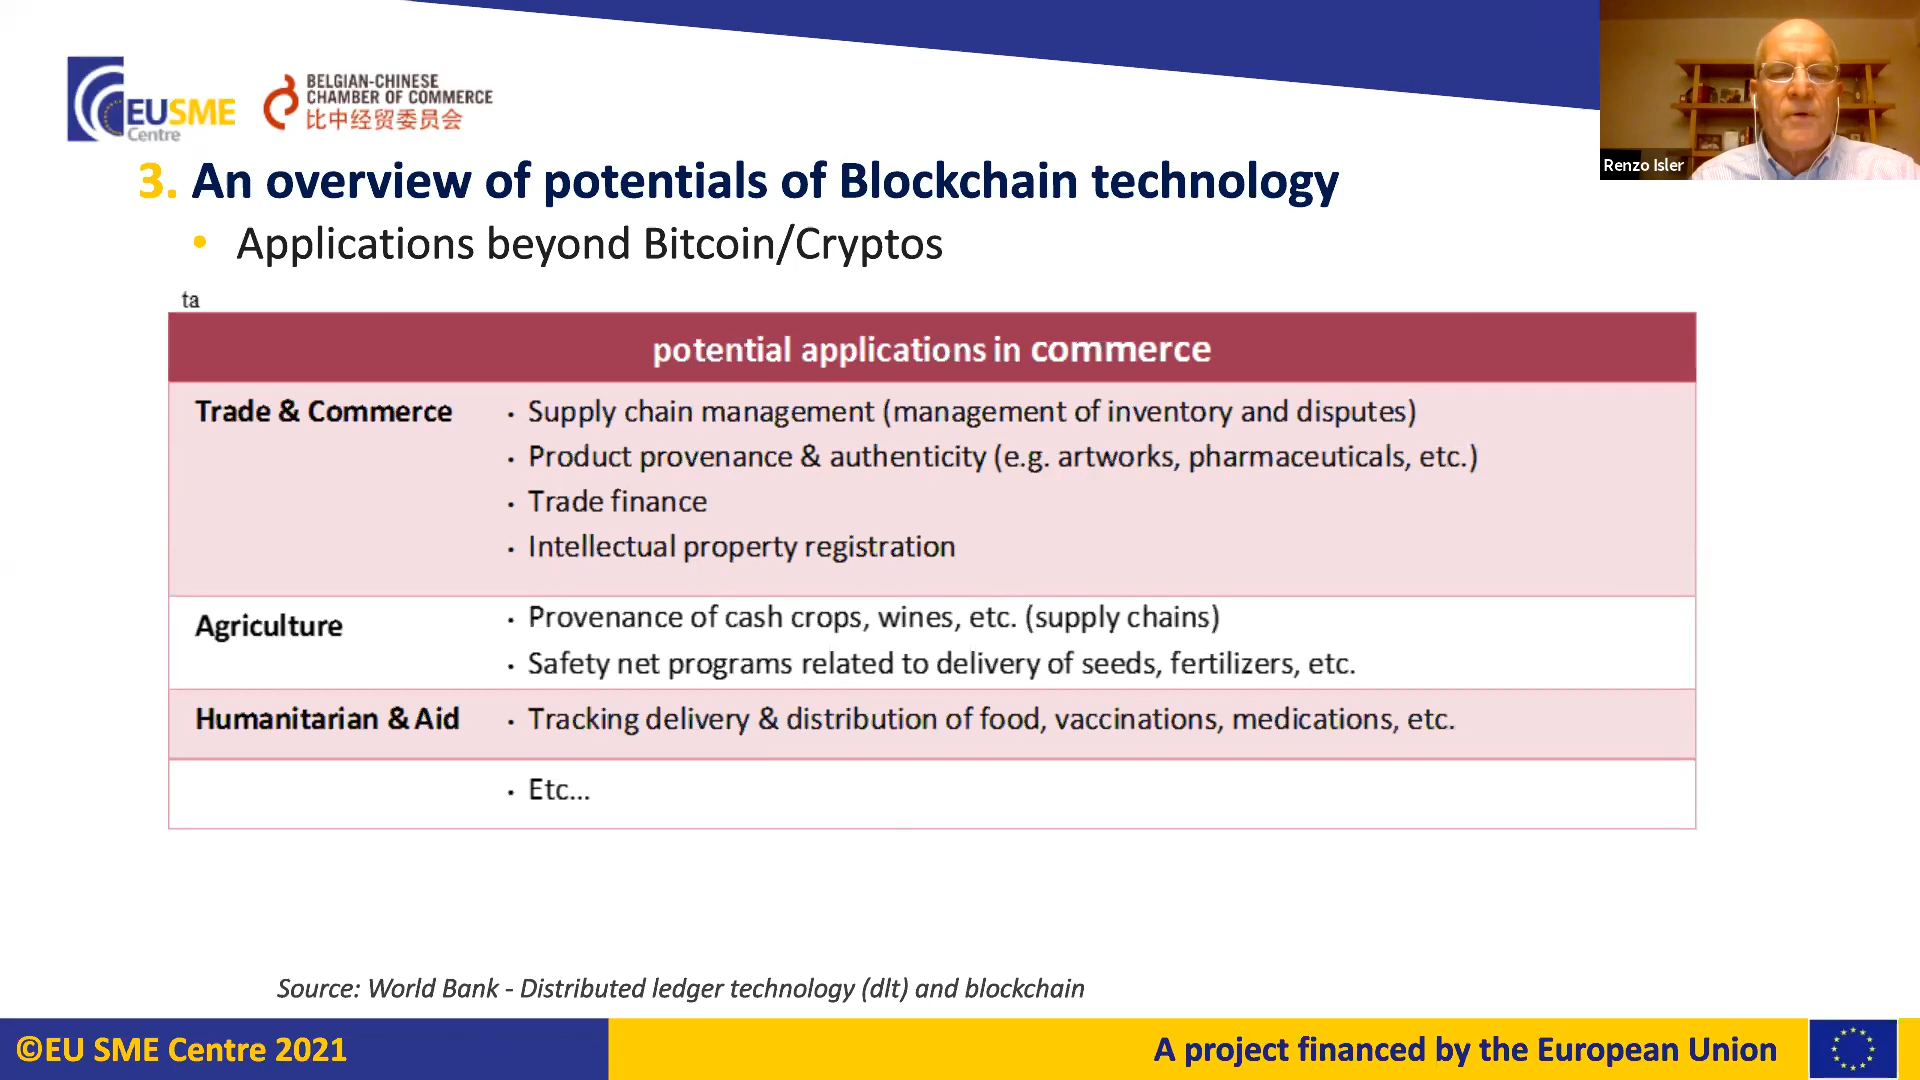 EUSME
Centre
BELGIAN-CHINESE
CHAMBER OF COMMERCE
比中经贸委员会
Renzo Isler
3. An overview of potentials of Blockchain technology
• Applications beyond Bitcoin/Cryptos
ta
potential applications in commerce
Trade & Commerce
• Supply chain management (management of inventory and disputes)
• Product provenance & authenticity (e.g. artworks, pharmaceuticals, etc.)
• Trade finance
• Intellectual property registration
Agriculture
• Provenance of cash crops, wines, etc. (supply chains)
• Safety net programs related to delivery of seeds, fertilizers, etc.
Humanitarian & Aid
• Tracking delivery & distribution of food, vaccinations, medications, etc.
• Etc...
Source: World Bank - Distributed ledger technology (dlt) and blockchain
©EU SME Centre 2021
A project financed by the European Union